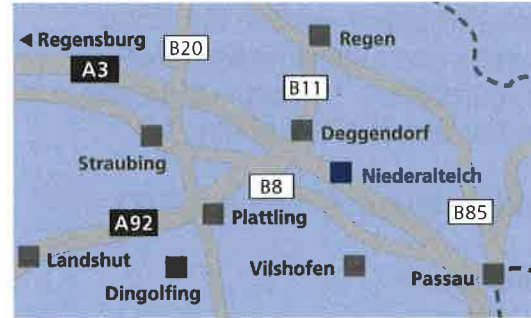 ◄ Regensburg
B20
Regen
A3
B11
Deggendorf
Straubing
Niederalteich
B8
A92
Plattling
B85
Landshut
Dingolfing
Vilshofen
Passau